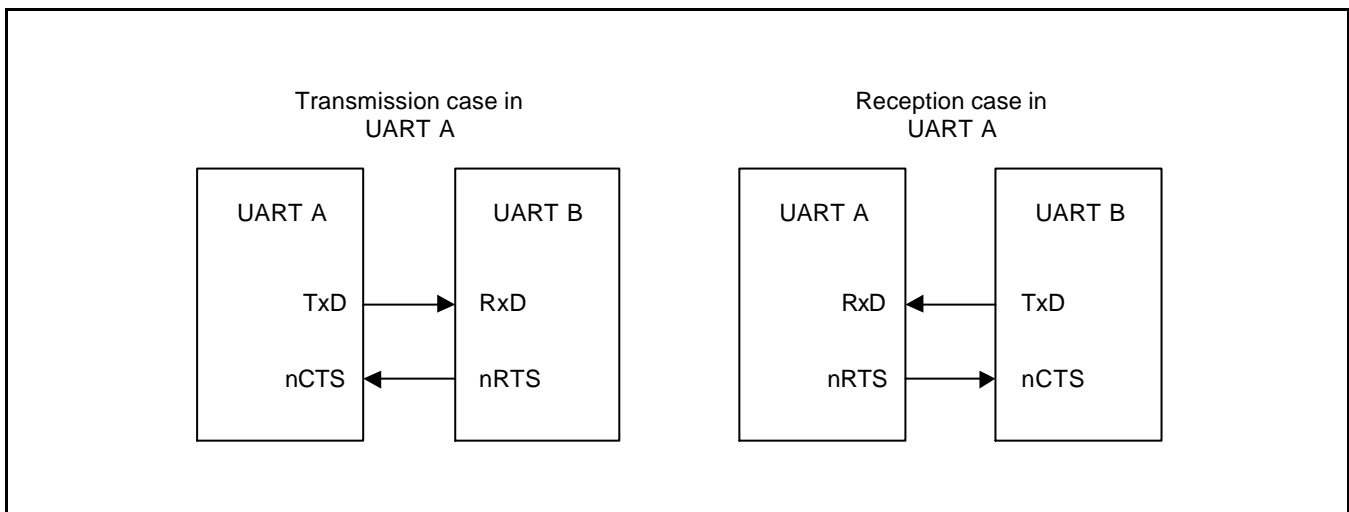 Transmission case in
UART A
UART A
UART B
TxD
RxD
nCTS
nRTS
Reception case in
UART A
UART A
UART B
RxD
TxD
nRTS
nCTS